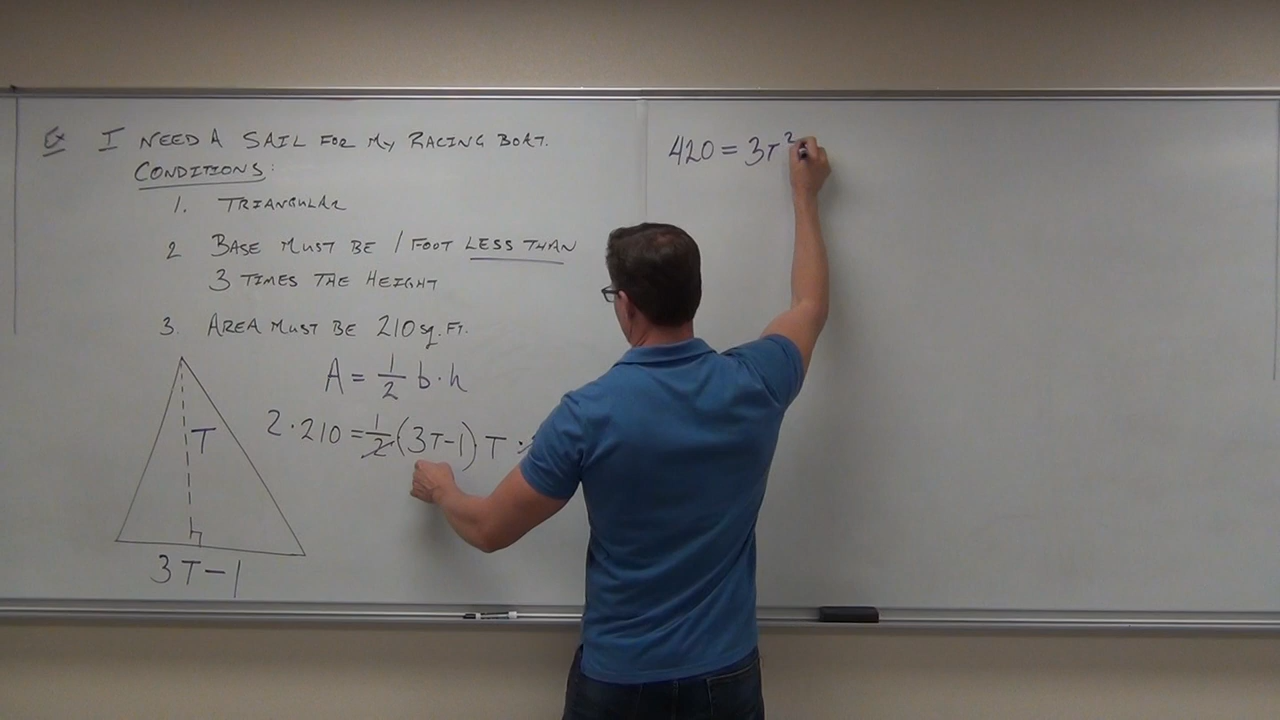 Ex I NEED A SAIL FOR MY RACING BOAT.
CONDITIONS:
1. TRIANGULAR
2 BASE MUST BE 1 FOOT LESS THAN
3 TIMES THE HEIGHT
3. AREA MUST BE 210 sq. FT.
A = 1/2 b · h
2 · 210 = 1/2 (3T-1) T ·
T
3T-1
420 = 3T²